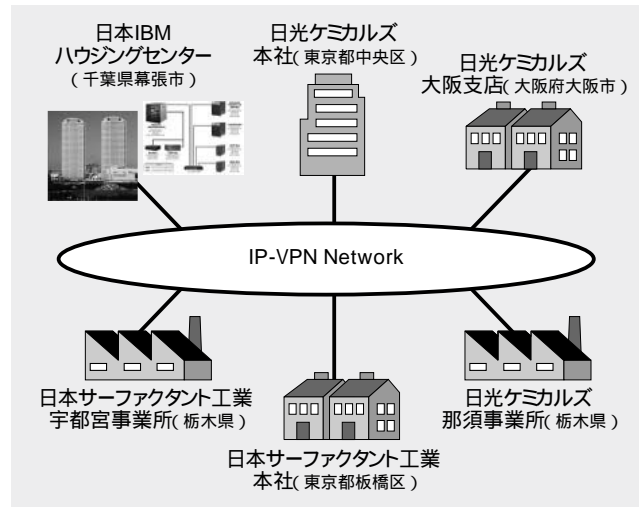 日本IBM
ハウジングセンター
(千葉県幕張市)
日光ケミカルズ
本社(東京都中央区)
日光ケミカルズ
大阪支店(大阪府大阪市)
IP-VPN Network
日本サーファクタント工業
宇都宮事業所(栃木県)
日本サーファクタント工業
本社(東京都板橋区)
日光ケミカルズ
那須事業所(栃木県)